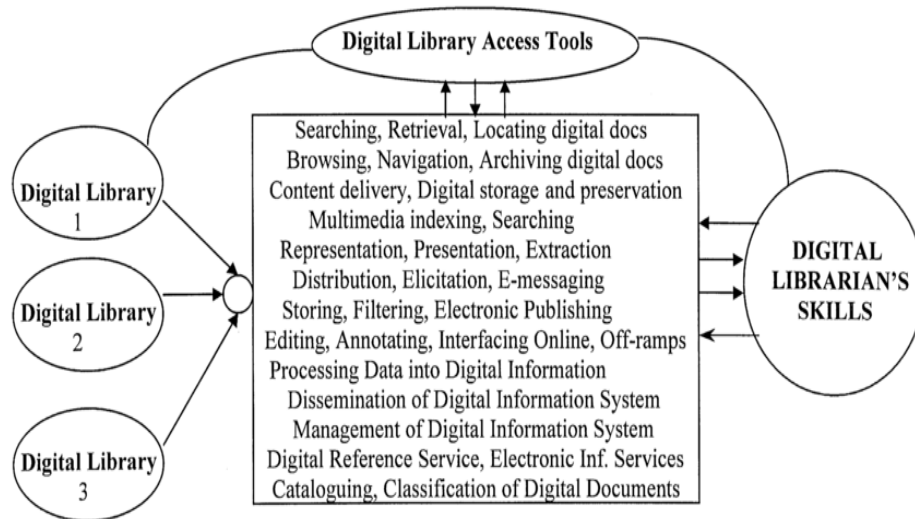 Digital Library Access Tools
Searching, Retrieval, Locating digital docs
Browsing, Navigation, Archiving digital docs
Content delivery, Digital storage and preservation
Multimedia indexing, Searching
Representation, Presentation, Extraction
Distribution, Elicitation, E-messaging
Storing, Filtering, Electronic Publishing
Editing, Annotating, Interfacing Online, Off-ramps
Processing Data into Digital Information
Dissemination of Digital Information System
Management of Digital Information System
Digital Reference Service, Electronic Inf. Services
Cataloguing, Classification of Digital Documents
Digital Library
1
Digital Library
2
Digital Library
3
DIGITAL
LIBRARIAN'S
SKILLS